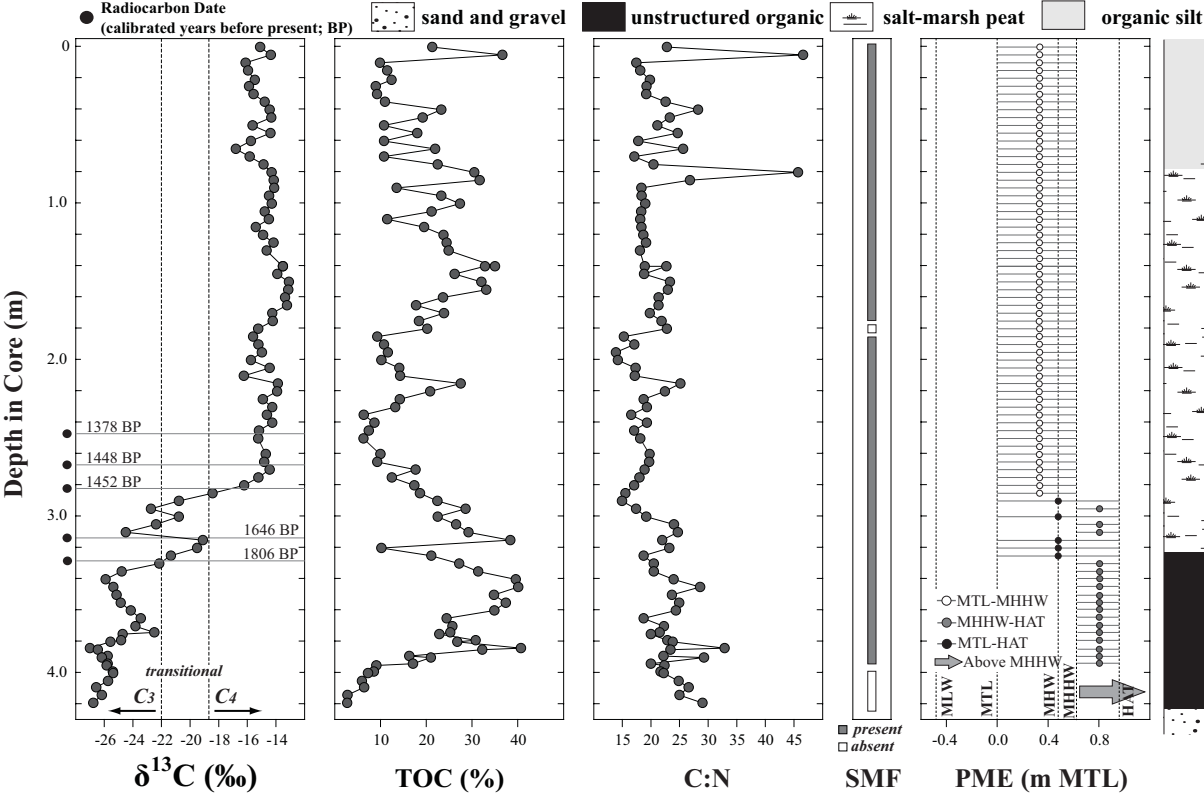 Radiocarbon Date
(calibrated years before present; BP)
sand and gravel
unstructured organic
salt-marsh peat
organic silt
Depth in Core (m)
0
1.0
2.0
3.0
4.0
1378 BP
1448 BP
1452 BP
1646 BP
1806 BP
transitional
C3
C4
-26 -24 -22 -20 -18 -16 -14
δ13C (‰)
10 20 30 40
TOC (%)
15 20 25 30 35 40 45
C:N
present
absent
SMF
MTL-MHHW
MHHW-HAT
MTL-HAT
Above MHHW
MLW
MTL
MHW
MHHW
HAT
-0.4 0.0 0.4 0.8
PME (m MTL)